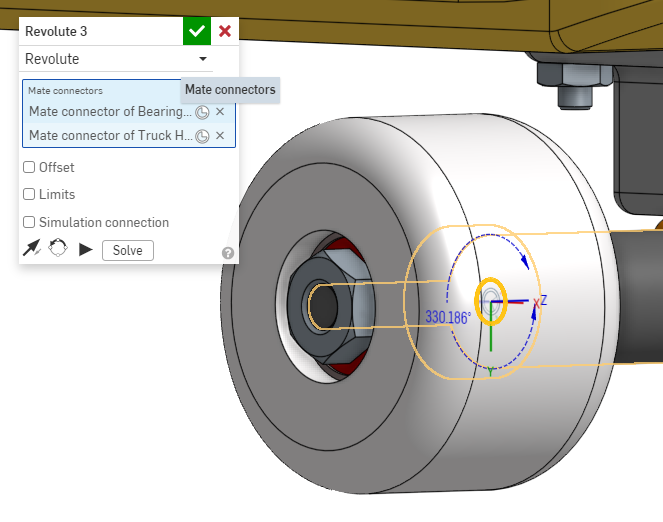 Revolute 3
Revolute
Mate connectors
Mate connectors
Mate connector of Bearing...
Mate connector of Truck H...
Offset
Limits
Simulation connection
Solve
?
330.186°
X
Z
Y